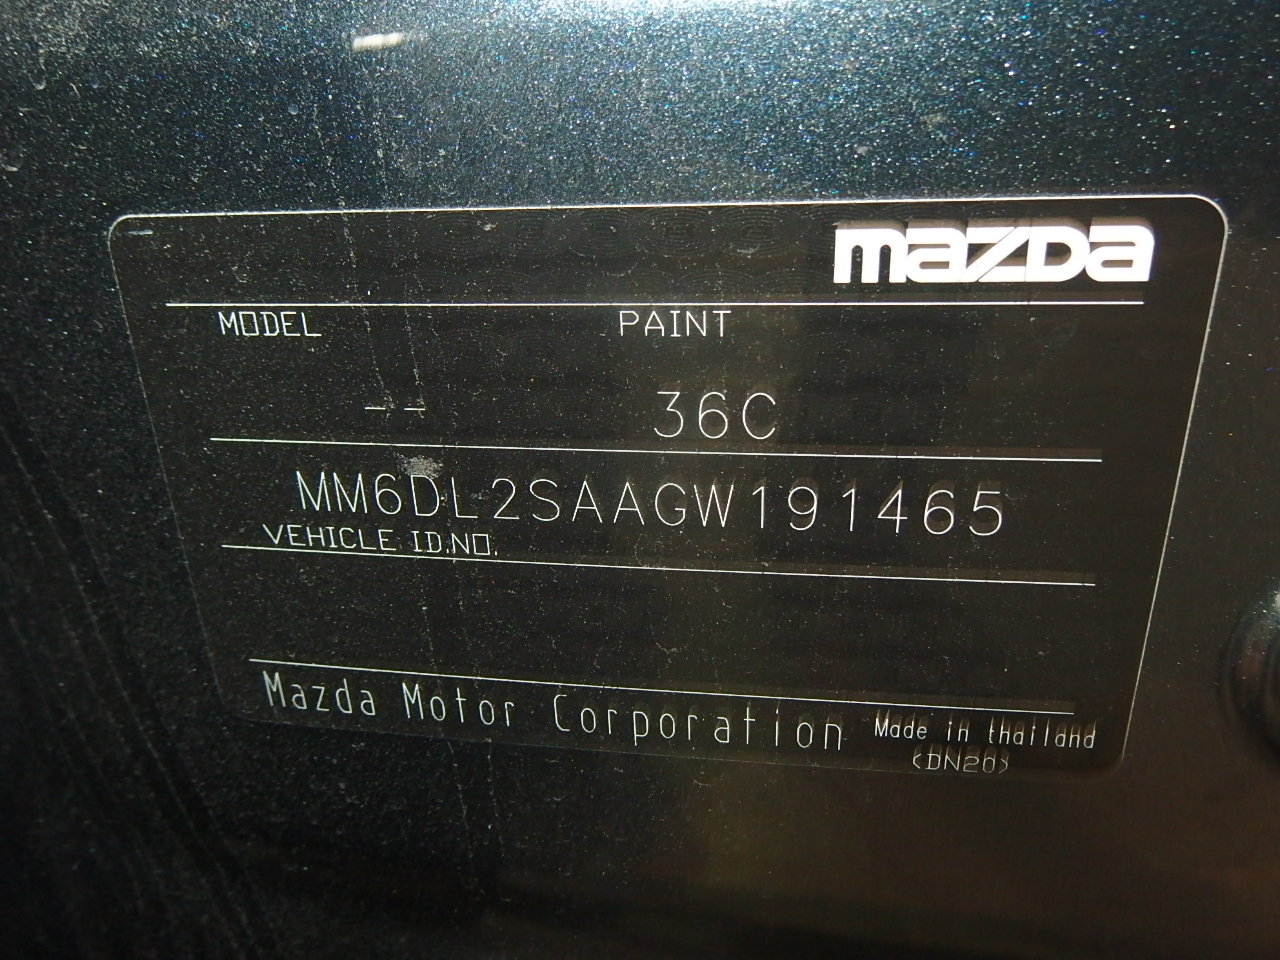 mazda
MODEL PAINT
-- 36C
MM6DL2SAAGW191465
VEHICLE ID.NO.
Mazda Motor Corporation Made in thailand
(DN20)